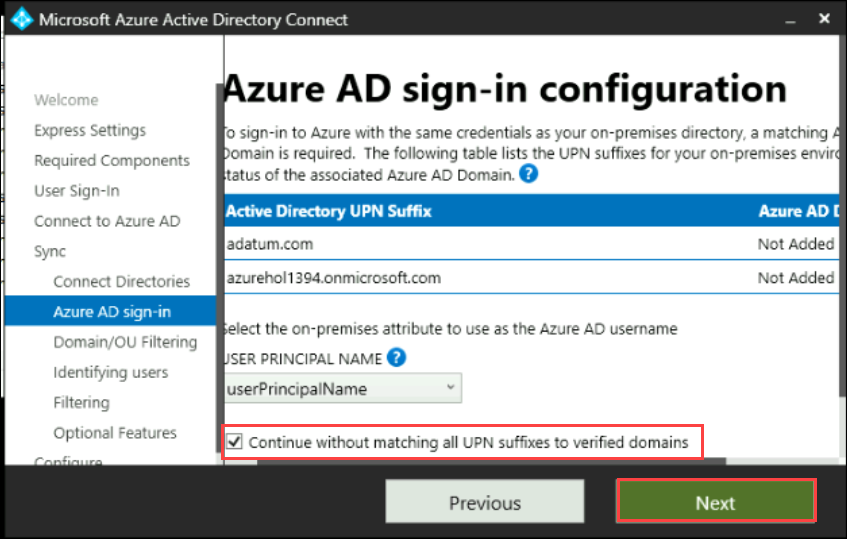 Microsoft Azure Active Directory Connect
Welcome
Express Settings
Required Components
User Sign-In
Connect to Azure AD
Sync
Connect Directories
Azure AD sign-in
Domain/OU Filtering
Identifying users
Filtering
Optional Features
Configure
Azure AD sign-in configuration
To sign-in to Azure with the same credentials as your on-premises directory, a matching A
Domain is required. The following table lists the UPN suffixes for your on-premises envir
status of the associated Azure AD Domain. ?
Active Directory UPN Suffix Azure AD D
adatum.com Not Added
azurehol1394.onmicrosoft.com Not Added
Select the on-premises attribute to use as the Azure AD username
USER PRINCIPAL NAME ?
userPrincipalName
Continue without matching all UPN suffixes to verified domains
Previous Next